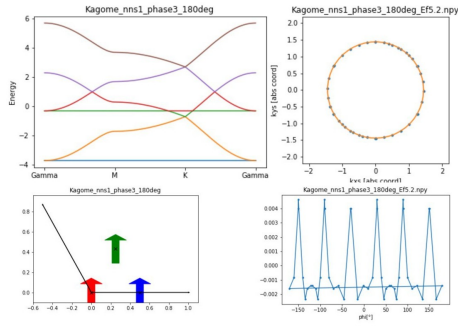 Kagome_nns1_phase3_180deg
6
4
2
0
−2
−4
Energy
Gamma M K Gamma
Kagome_nns1_phase3_180deg_Ef5.2.npy
2.0
1.5
1.0
0.5
0.0
−0.5
−1.0
−1.5
−2.0
kys [abs coord]
−2 −1 0 1 2
kxs [abs coord]
Kagome_nns1_phase3_180deg
0.8
0.6
0.4
0.2
0.0
−0.6 −0.4 −0.2 0.0 0.2 0.4 0.6 0.8 1.0
Kagome_nns1_phase3_180deg_Ef5.2.npy
0.004
0.003
0.002
0.001
0.000
−0.001
−0.002
−150 −100 −50 0 50 100 150
phi[°]